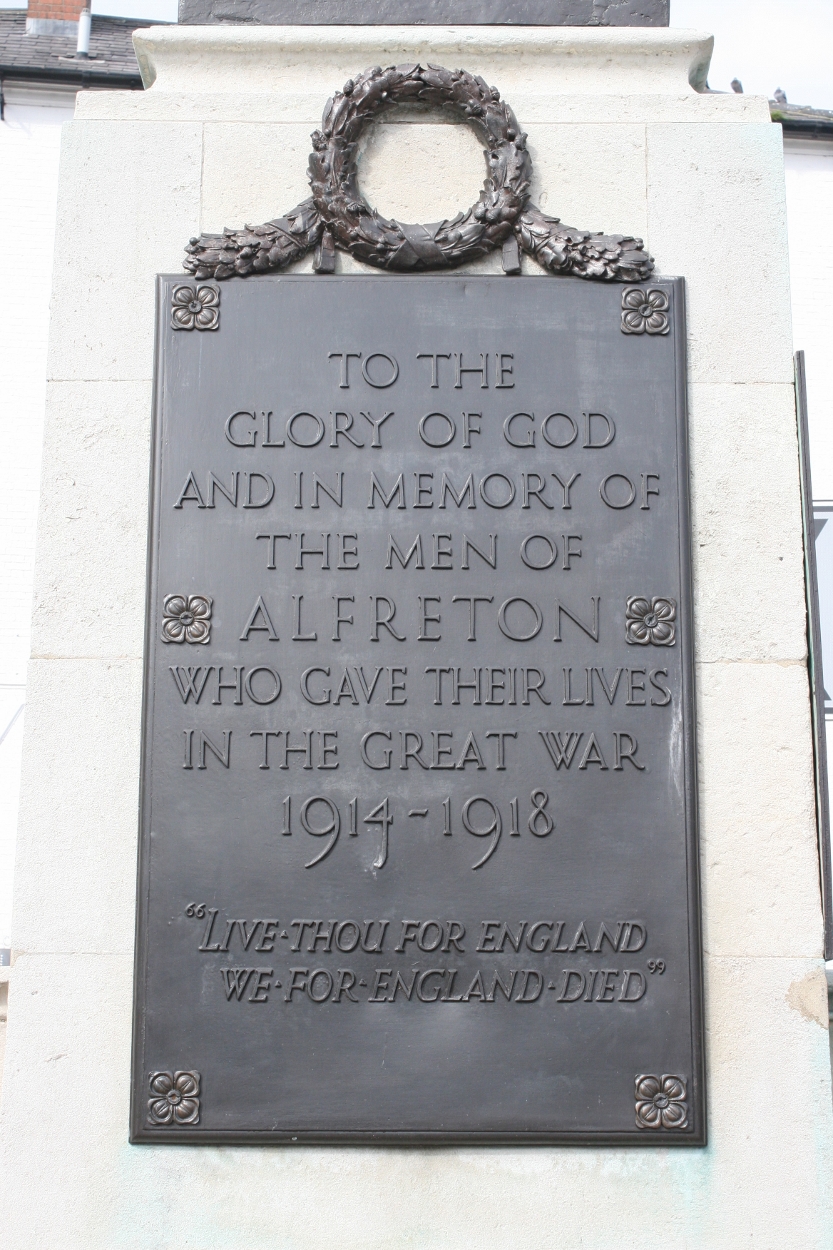 TO THE
GLORY OF GOD
AND IN MEMORY OF
THE MEN OF
ALFRETON
WHO GAVE THEIR LIVES
IN THE GREAT WAR
1914-1918
"LIVE·THOU FOR ENGLAND
WE·FOR·ENGLAND·DIED"